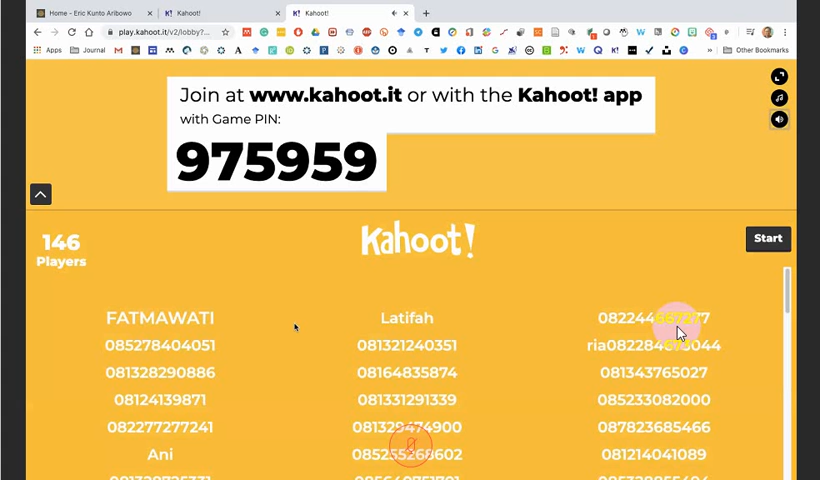 Home - Eric Kunto Aribowo
Kahoot!
Kahoot!
play.kahoot.it/v2/lobby?...
Apps
Journal
Other Bookmarks
Join at www.kahoot.it or with the Kahoot! app
with Game PIN:
975959
146
Players
Kahoot!
Start
FATMAWATI Latifah
085278404051 081321240351
081328290886 08164835874 081343765027
08124139871 081331291339 085233082000
082277277241 081329474900 087823685466
Ani 081214041089